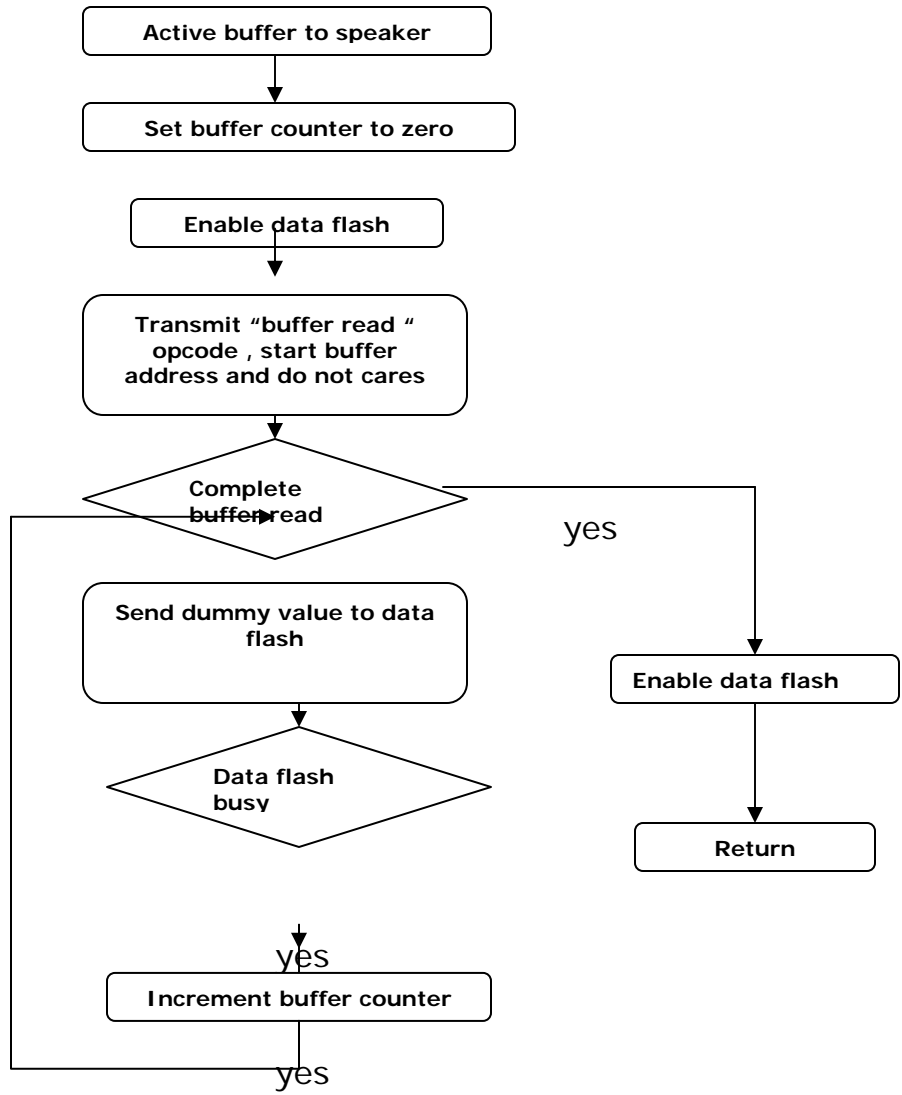 Active buffer to speaker
Set buffer counter to zero
Enable data flash
Transmit “buffer read “
opcode , start buffer
address and do not cares
Complete
buffer read
yes
Send dummy value to data
flash
Enable data flash
Data flash
busy
Return
yes
Increment buffer counter
yes